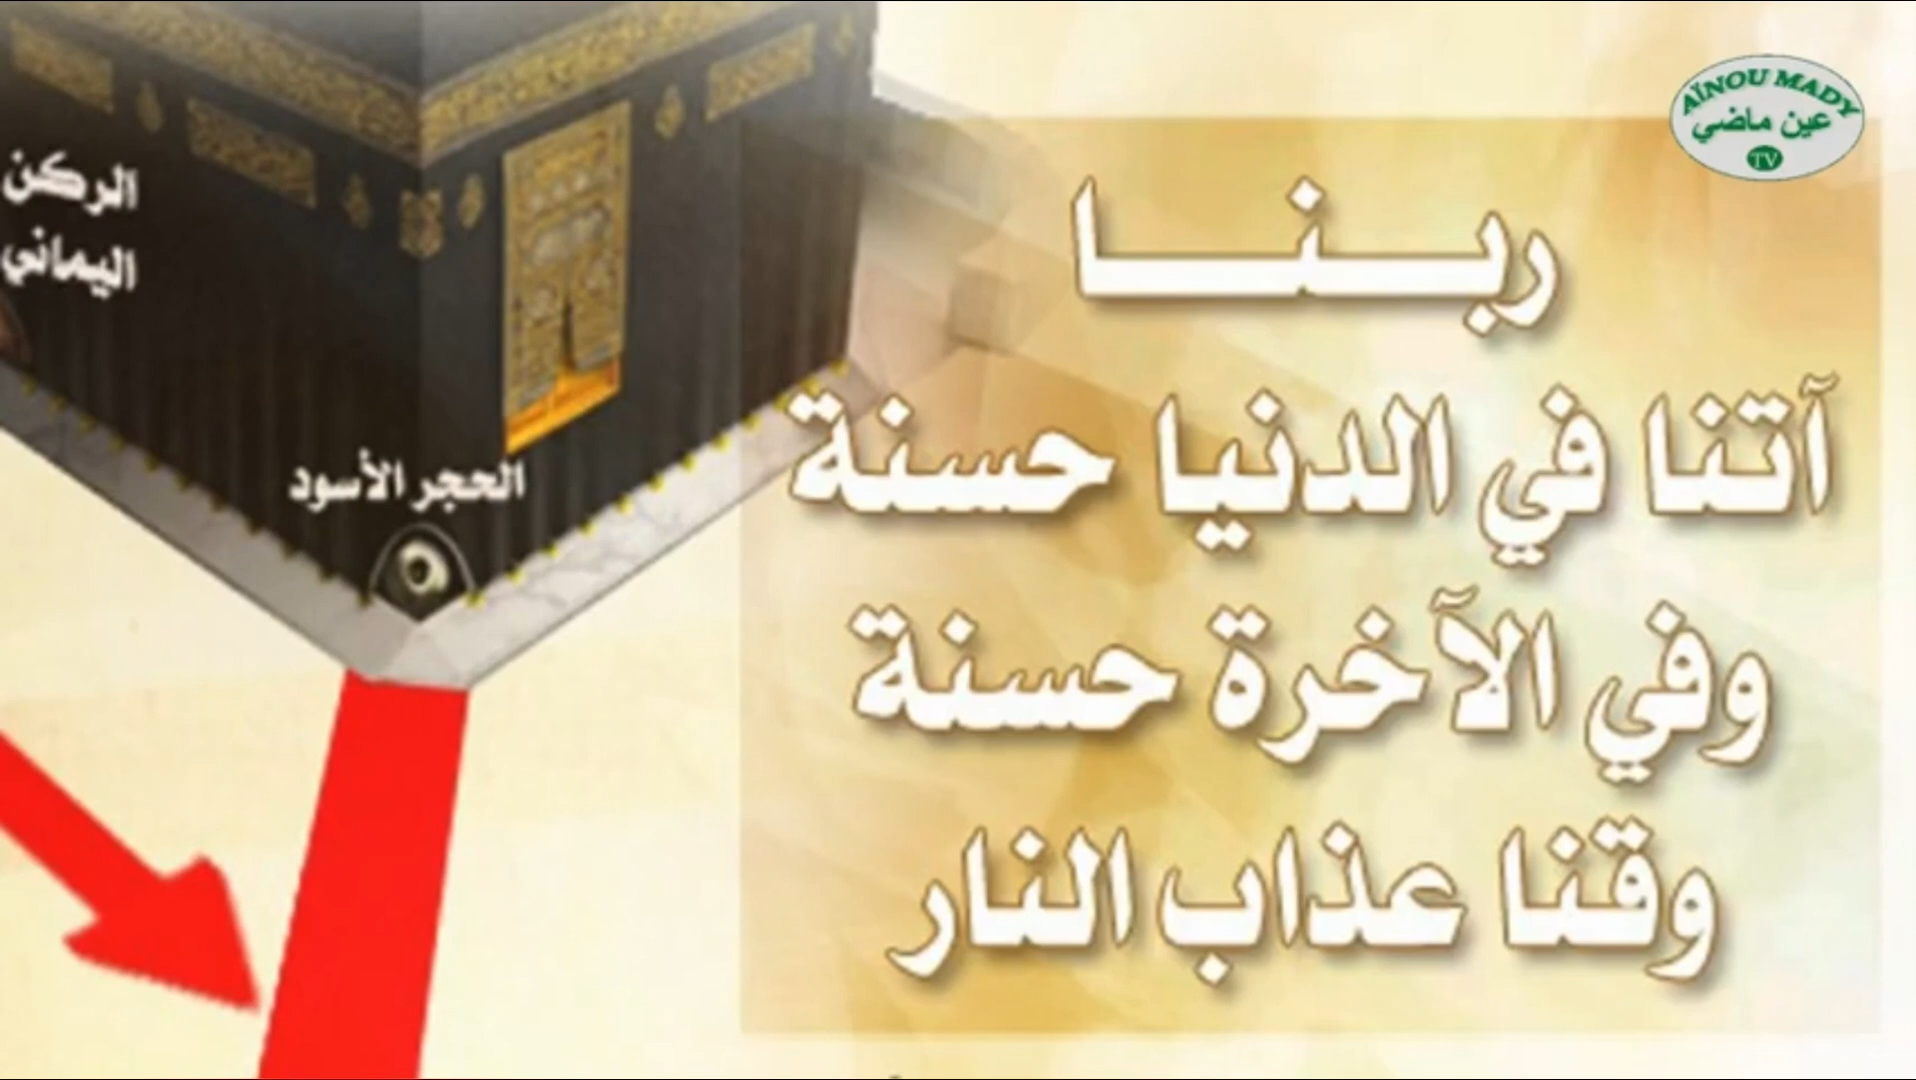 AÏNOU MADY
عين ماضي
TV
الركن
اليماني
الحجر الأسود
ربنا
آتنا في الدنيا حسنة
وفي الآخرة حسنة
وقنا عذاب النار